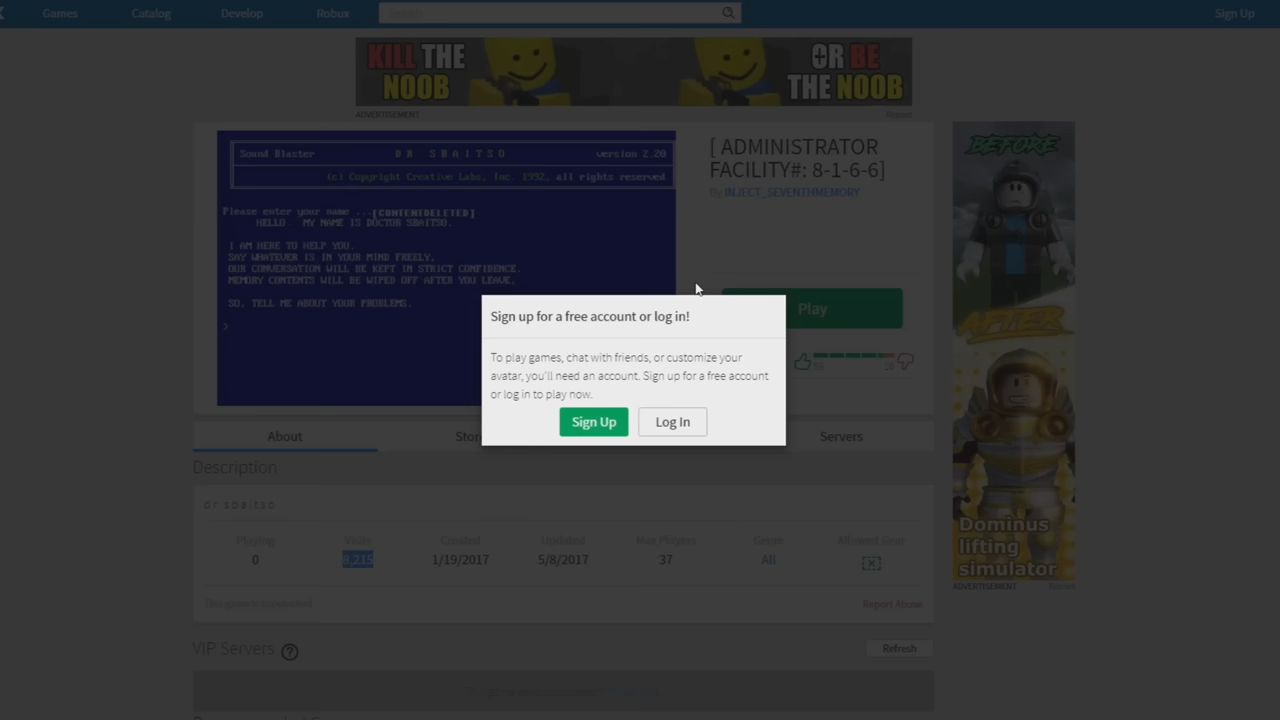 Games Catalog Develop Robux Search Sign Up
KILL THE NOOB
OR BE THE NOOB
ADVERTISEMENT Report
Sound Blaster D R S B A I T S O version 2.20
(c) Copyright Creative Labs, Inc. 1992, all rights reserved
Please enter your name ...[CONTENTDELETED]
HELLO MY NAME IS DOCTOR SBAITSO.
I AM HERE TO HELP YOU.
SAY WHATEVER IS IN YOUR MIND FREELY,
OUR CONVERSATION WILL BE KEPT IN STRICT CONFIDENCE.
MEMORY CONTENTS WILL BE WIPED OFF AFTER YOU LEAVE,
SO, TELL ME ABOUT YOUR PROBLEMS.
>
[ ADMINISTRATOR
FACILITY#: 8-1-6-6]
By INJECT_SEVENTHMEMORY
Play
Sign up for a free account or log in!
To play games, chat with friends, or customize your
avatar, you'll need an account. Sign up for a free account
or log in to play now.
Sign Up Log In
About Servers
Description
dr sbaitso
Playing Visits Created Updated Max Players Genre Allowed Gear
0 8,215 1/19/2017 5/8/2017 37 All
Report Abuse
VIP Servers ?
Refresh
BEFORE
AFTER
Dominus
lifting
simulator
ADVERTISEMENT Report